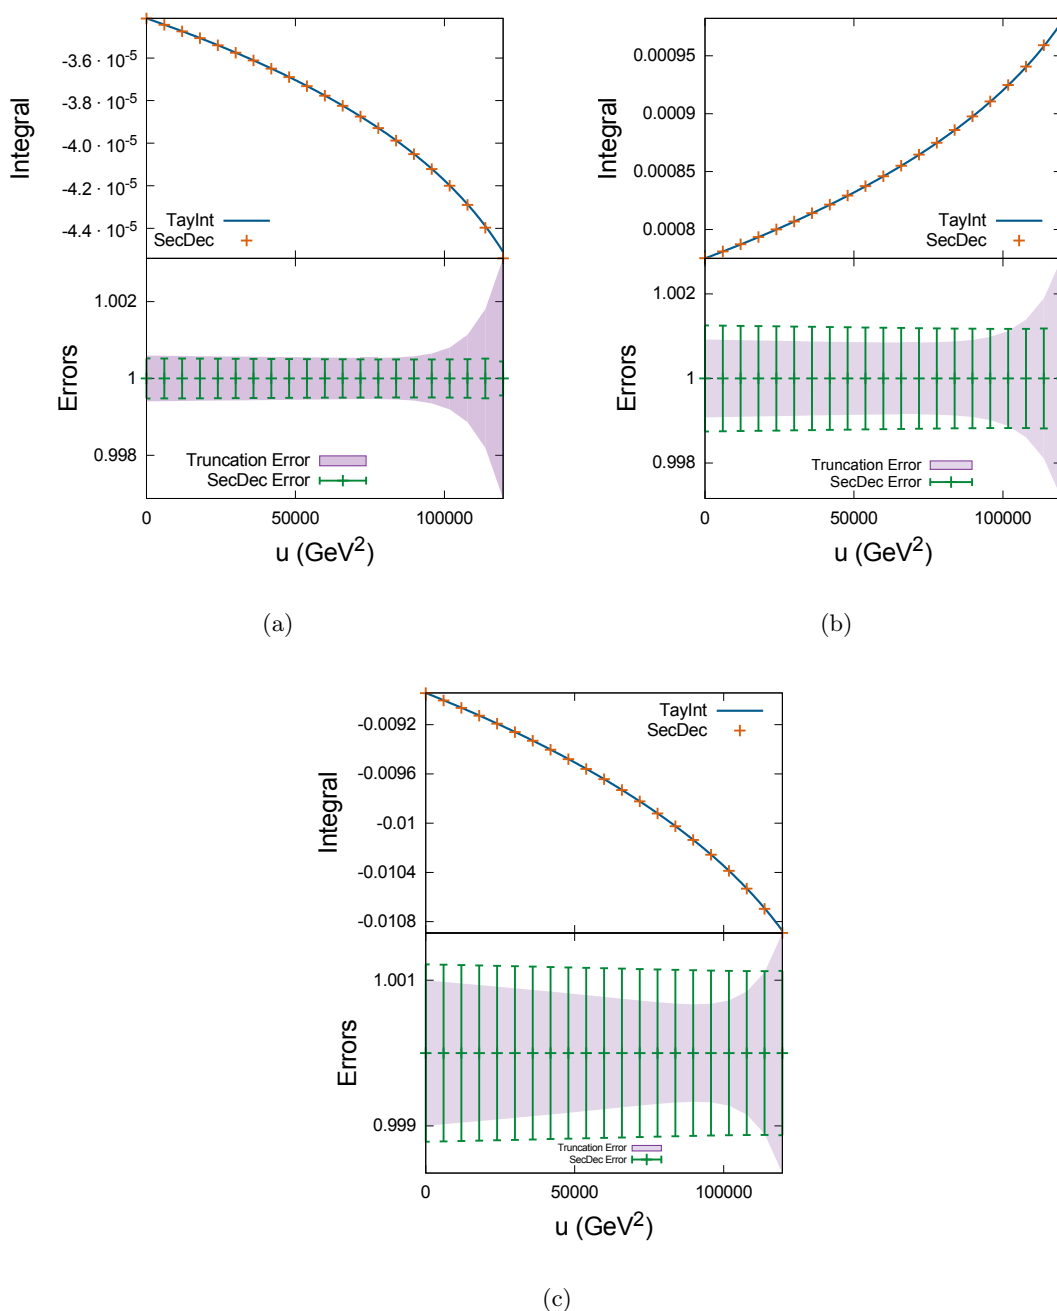 -3.6 · 10⁻⁵
-3.8 · 10⁻⁵
-4.0 · 10⁻⁵
-4.2 · 10⁻⁵
-4.4 · 10⁻⁵
Integral
TayInt
SecDec
1.002
1
0.998
Errors
Truncation Error
SecDec Error
0 50000 100000
u (GeV²)
(a)
0.00095
0.0009
0.00085
0.0008
Integral
TayInt
SecDec
1.002
1
0.998
Errors
Truncation Error
SecDec Error
0 50000 100000
u (GeV²)
(b)
-0.0092
-0.0096
-0.01
-0.0104
-0.0108
Integral
TayInt
SecDec
1.001
0.999
Errors
Truncation Error
SecDec Error
0 50000 100000
u (GeV²)
(c)